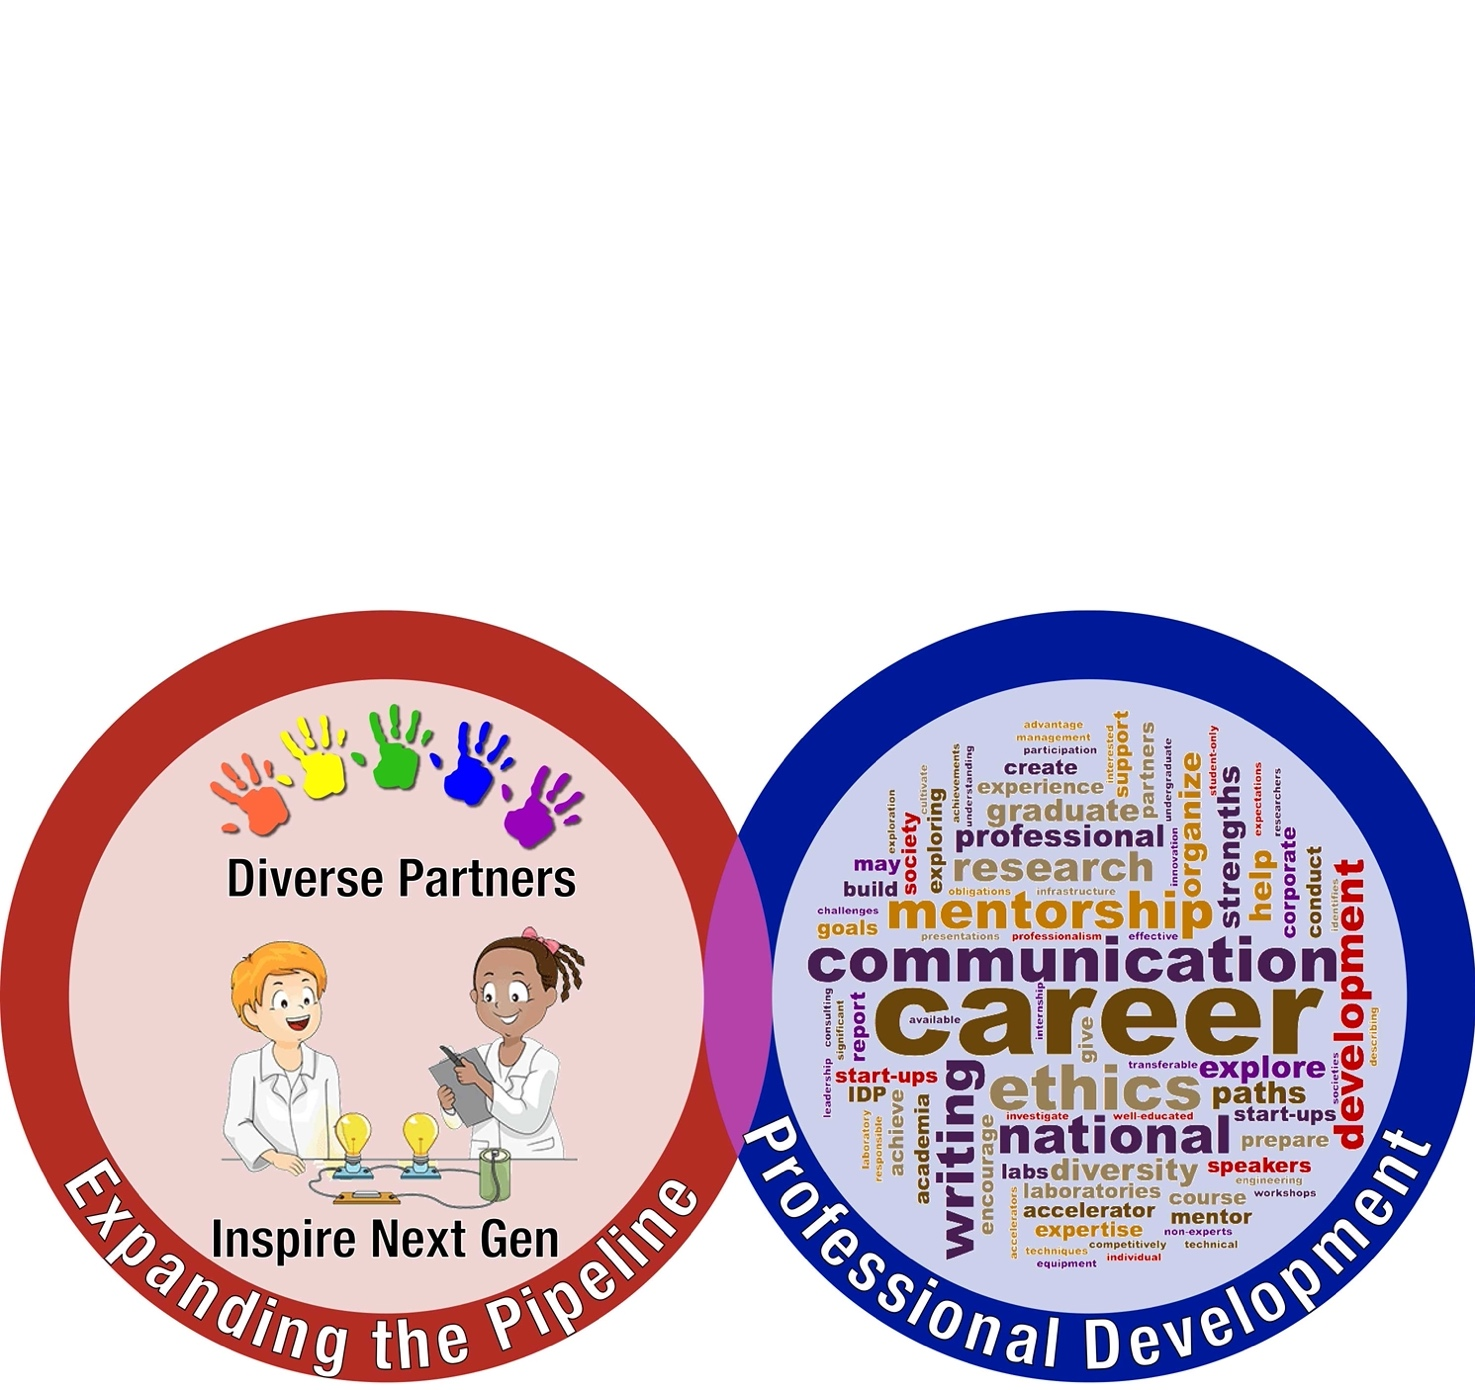 Diverse Partners
Inspire Next Gen
Expanding the Pipeline
advantage
management
participation
create
interested
support
partners
undergraduate
student-only
experience
graduate
professional
research
organize
strengths
expectations
researchers
achievements
understanding
cultivate
exploration
exploring
society
may
build
innovation
help
corporate
conduct
identifies
development
obligations
infrastructure
mentorship
challenges
goals
presentations
professionalism
effective
communication
career
available
internship
give
consulting
significant
report
leadership
start-ups
IDP
transferable
explore
describing
societies
ethics
paths
start-ups
investigate
well-educated
national
prepare
laboratory
responsible
achieve
academia
writing
encourage
labs
diversity
speakers
engineering
workshops
laboratories
course
accelerator
mentor
accelerators
expertise
non-experts
competitively
technical
techniques
individual
equipment
Professional Development